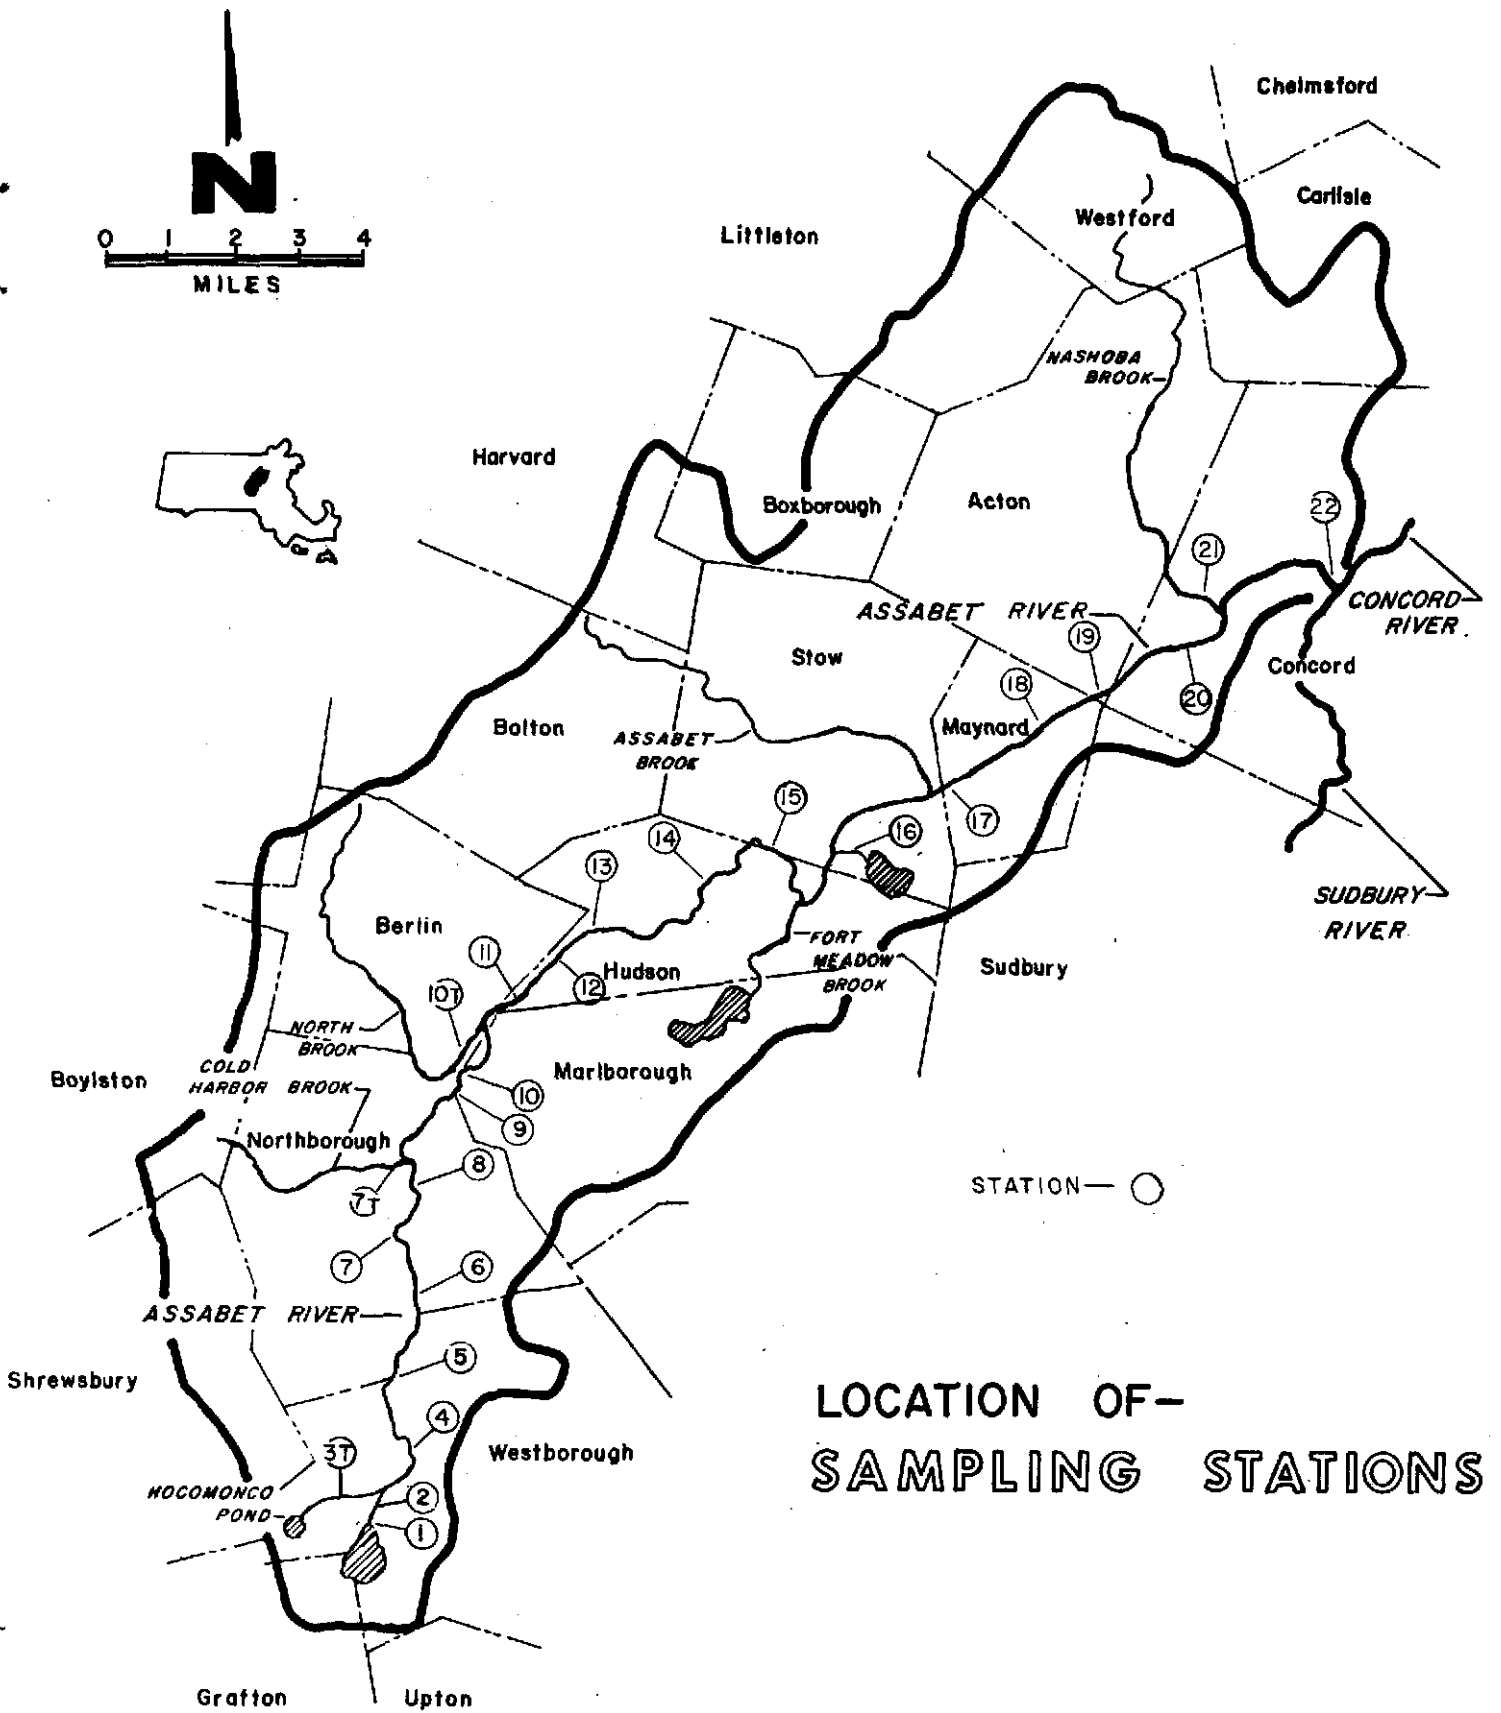 Chelmsford
Carlisle
Westford
N
0 1 2 3 4
MILES
Littleton
NASHOBA
BROOK
Harvard
Boxborough
Acton
22
21
ASSABET RIVER
CONCORD
RIVER
19
Stow
Concord
18
20
Bolton
Maynard
ASSABET
BROOK
15
17
16
14
13
SUDBURY
RIVER
Berlin
11
FORT
MEADOW
BROOK
Hudson
Sudbury
12
10T
NORTH
BROOK
COLD
HARBOR BROOK
Boylston
Marlborough
10
9
Northborough
8
7T
STATION
7
6
ASSABET RIVER
5
Shrewsbury
4
LOCATION OF-
SAMPLING STATIONS
3T
Westborough
HOCOMONCO
POND
2
1
Grafton
Upton